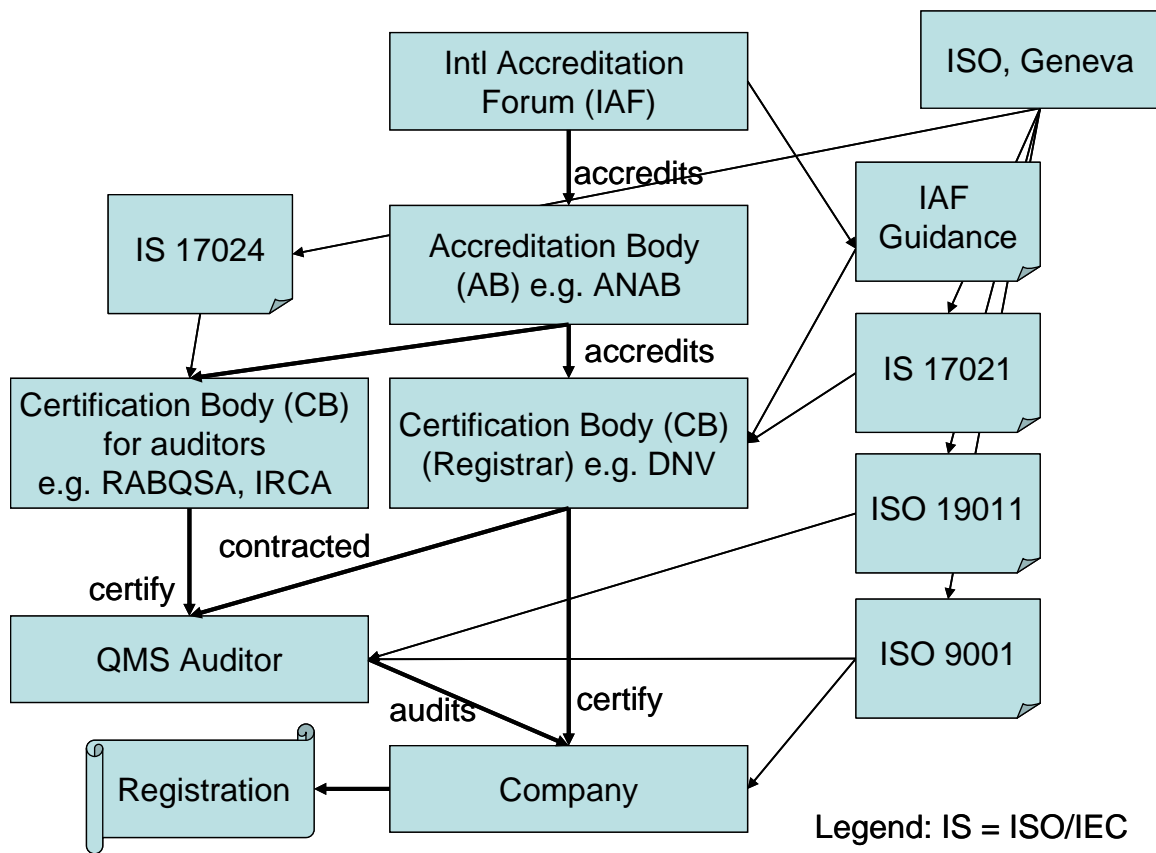 Intl Accreditation
Forum (IAF)
ISO, Geneva
accredits
IS 17024
Accreditation Body
(AB) e.g. ANAB
IAF
Guidance
accredits
IS 17021
Certification Body (CB)
for auditors
e.g. RABQSA, IRCA
Certification Body (CB)
(Registrar) e.g. DNV
ISO 19011
contracted
certify
QMS Auditor
ISO 9001
audits
certify
Registration
Company
Legend: IS = ISO/IEC